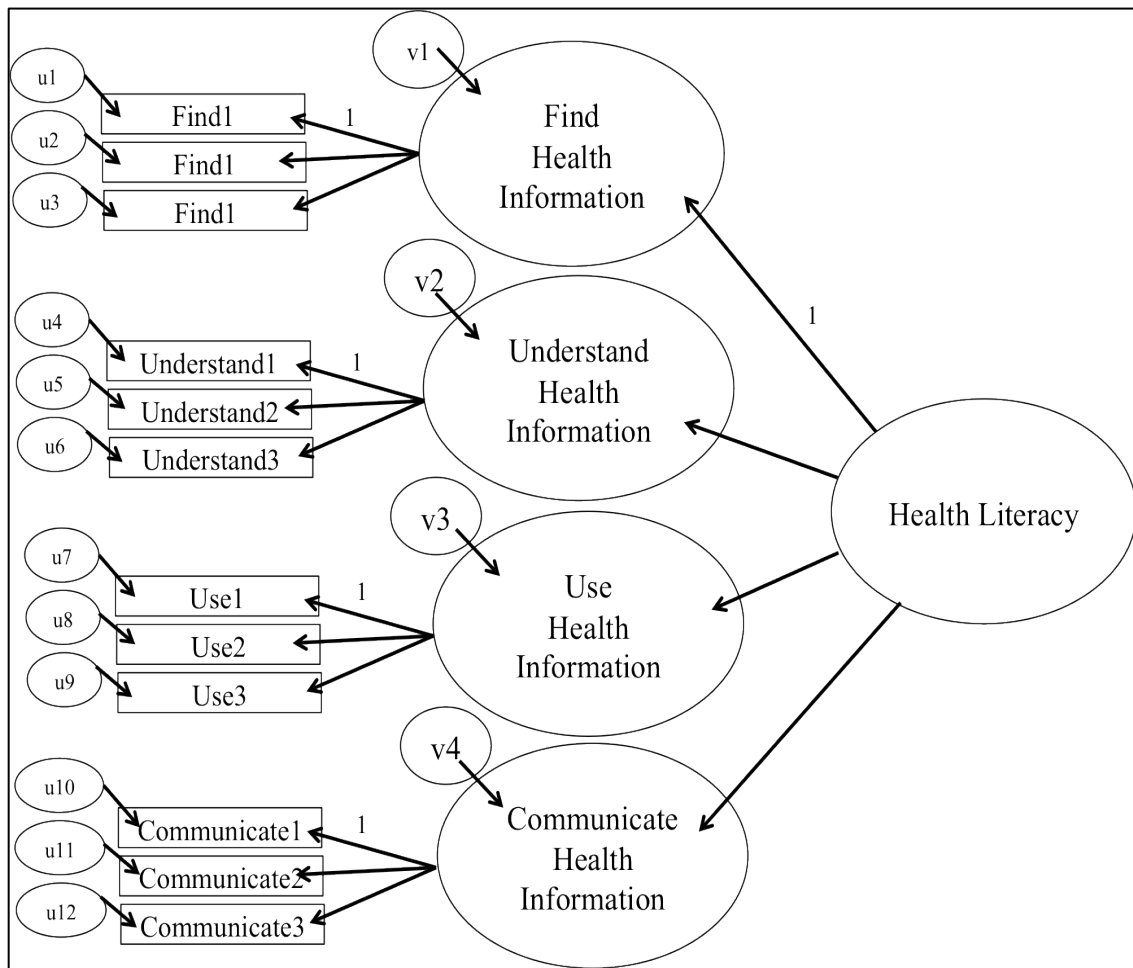 v1
u1
Find1
1
u2
Find1
u3
Find1
Find
Health
Information
v2
u4
Understand1
1
u5
Understand2
u6
Understand3
Understand
Health
Information
1
Health Literacy
v3
u7
Use1
1
u8
Use2
u9
Use3
Use
Health
Information
v4
u10
Communicate1
1
u11
Communicate2
u12
Communicate3
Communicate
Health
Information